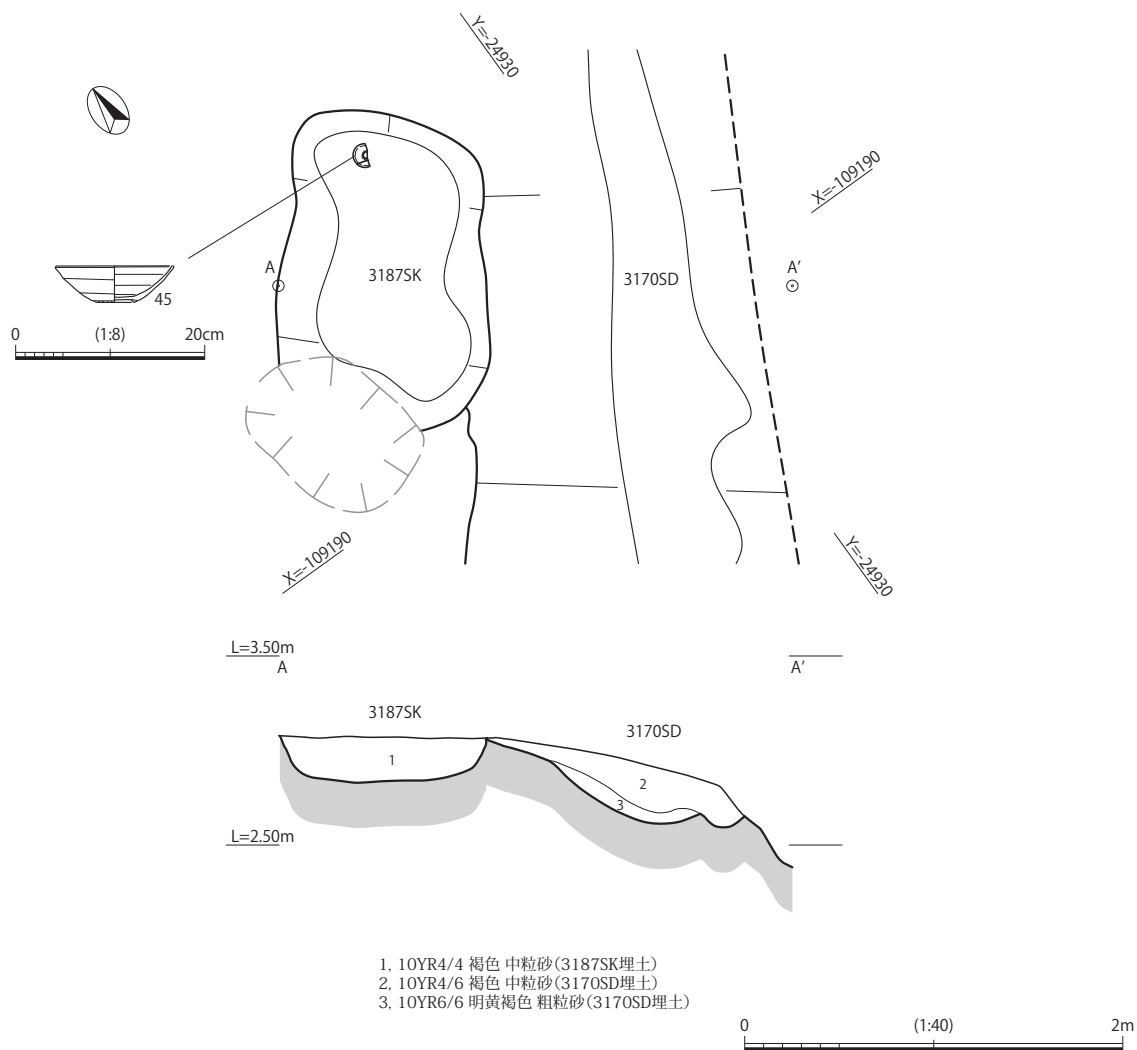 Y=-24930
X=-109190
A
3187SK
3170SD
A′
45
0 (1:8) 20cm
X=-109190
Y=-24930
L=3.50m
A
A′
3187SK
3170SD
1
2
3
L=2.50m
1, 10YR4/4 褐色 中粒砂(3187SK埋土)
2, 10YR4/6 褐色 中粒砂(3170SD埋土)
3, 10YR6/6 明黄褐色 粗粒砂(3170SD埋土)
0 (1:40) 2m